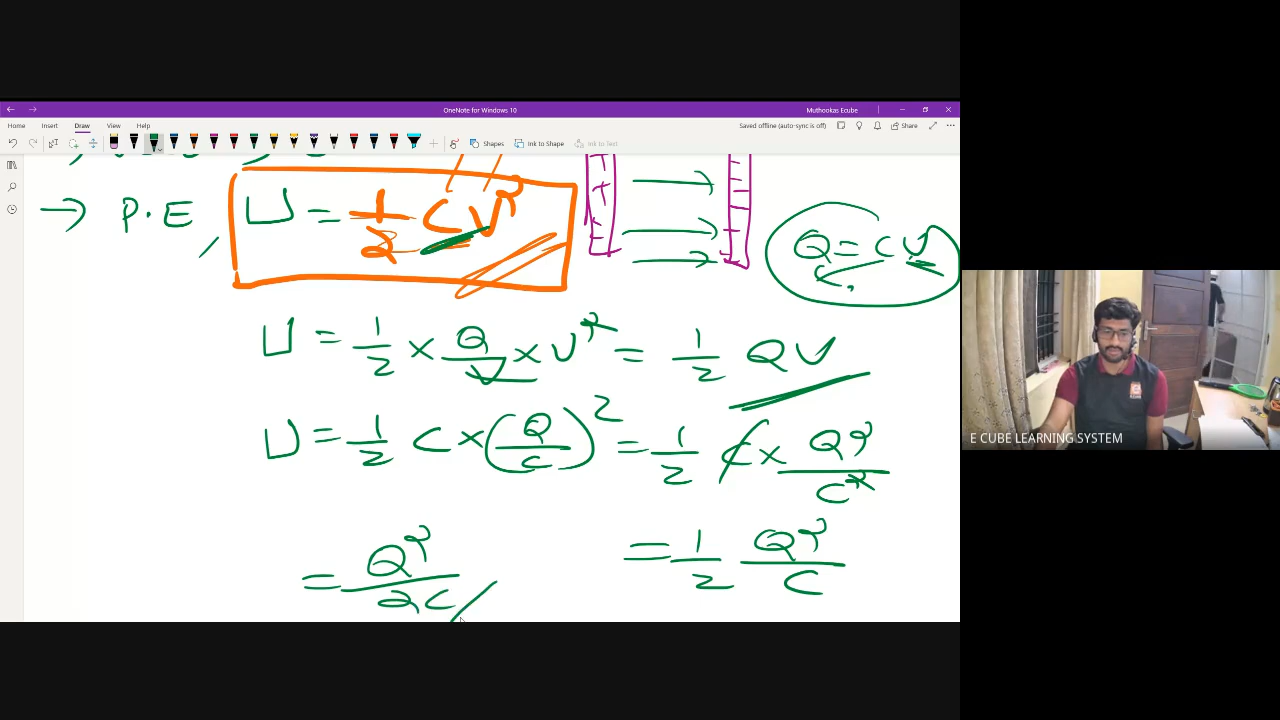 OneNote for Windows 10
Muthookas Ecube
Home Insert Draw View Help
Saved offline (auto-sync is off)
Share
Shapes
Ink to Shape
Ink to Text
→ P.E, U = 1/2 CV²
Q = CV
U = 1/2 × Q/V × V² = 1/2 QV
U = 1/2 C × (Q/C)² = 1/2 C × Q²/C²
= Q²/2C
= 1/2 Q²/C
E CUBE LEARNING SYSTEM